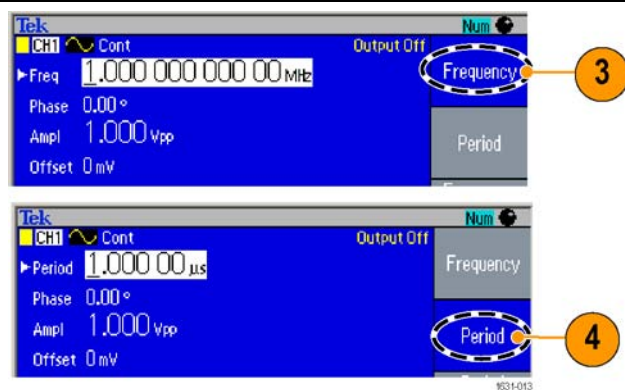 Tek
Num
CH1 Cont
Output Off
Freq 1.000 000 000 00 MHz
Phase 0.00 °
Ampl 1.000 Vpp
Offset 0 mV
Frequency
Period
3
Tek
Num
CH1 Cont
Output Off
Period 1.000 00 µs
Phase 0.00 °
Ampl 1.000 Vpp
Offset 0 mV
Frequency
Period
4
1631-013